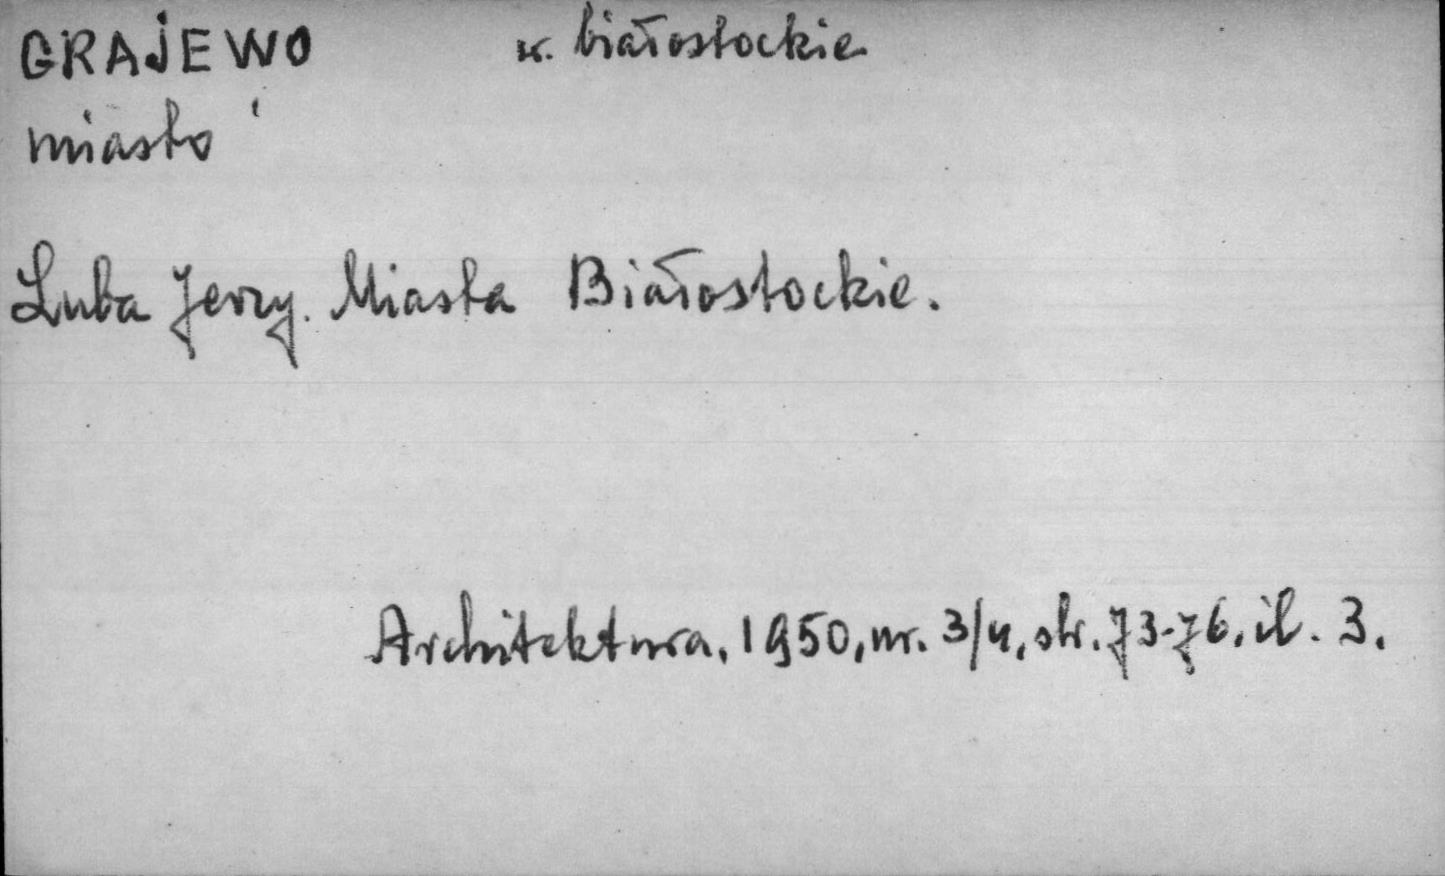 GRAJEWO w. białostockie
miasto
Luba Jerzy. Miasta Białostockie.
Architektura, 1950, nr. 3/4, str. 73-76, il. 3.